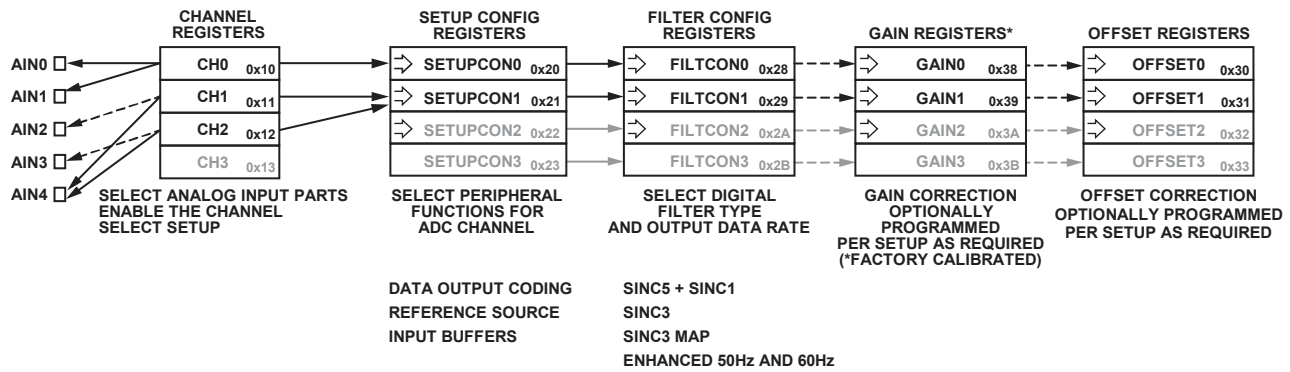 CHANNEL
REGISTERS
SETUP CONFIG
REGISTERS
FILTER CONFIG
REGISTERS
GAIN REGISTERS*
OFFSET REGISTERS
AIN0
AIN1
AIN2
AIN3
AIN4
CH0 0x10
CH1 0x11
CH2 0x12
CH3 0x13
SELECT ANALOG INPUT PARTS
ENABLE THE CHANNEL
SELECT SETUP
SETUPCON0 0x20
SETUPCON1 0x21
SETUPCON2 0x22
SETUPCON3 0x23
SELECT PERIPHERAL
FUNCTIONS FOR
ADC CHANNEL
FILTCON0 0x28
FILTCON1 0x29
FILTCON2 0x2A
FILTCON3 0x2B
SELECT DIGITAL
FILTER TYPE
AND OUTPUT DATA RATE
GAIN0 0x38
GAIN1 0x39
GAIN2 0x3A
GAIN3 0x3B
GAIN CORRECTION
OPTIONALLY
PROGRAMMED
PER SETUP AS REQUIRED
(*FACTORY CALIBRATED)
OFFSET0 0x30
OFFSET1 0x31
OFFSET2 0x32
OFFSET3 0x33
OFFSET CORRECTION
OPTIONALLY PROGRAMMED
PER SETUP AS REQUIRED
DATA OUTPUT CODING
REFERENCE SOURCE
INPUT BUFFERS
SINC5 + SINC1
SINC3
SINC3 MAP
ENHANCED 50Hz AND 60Hz